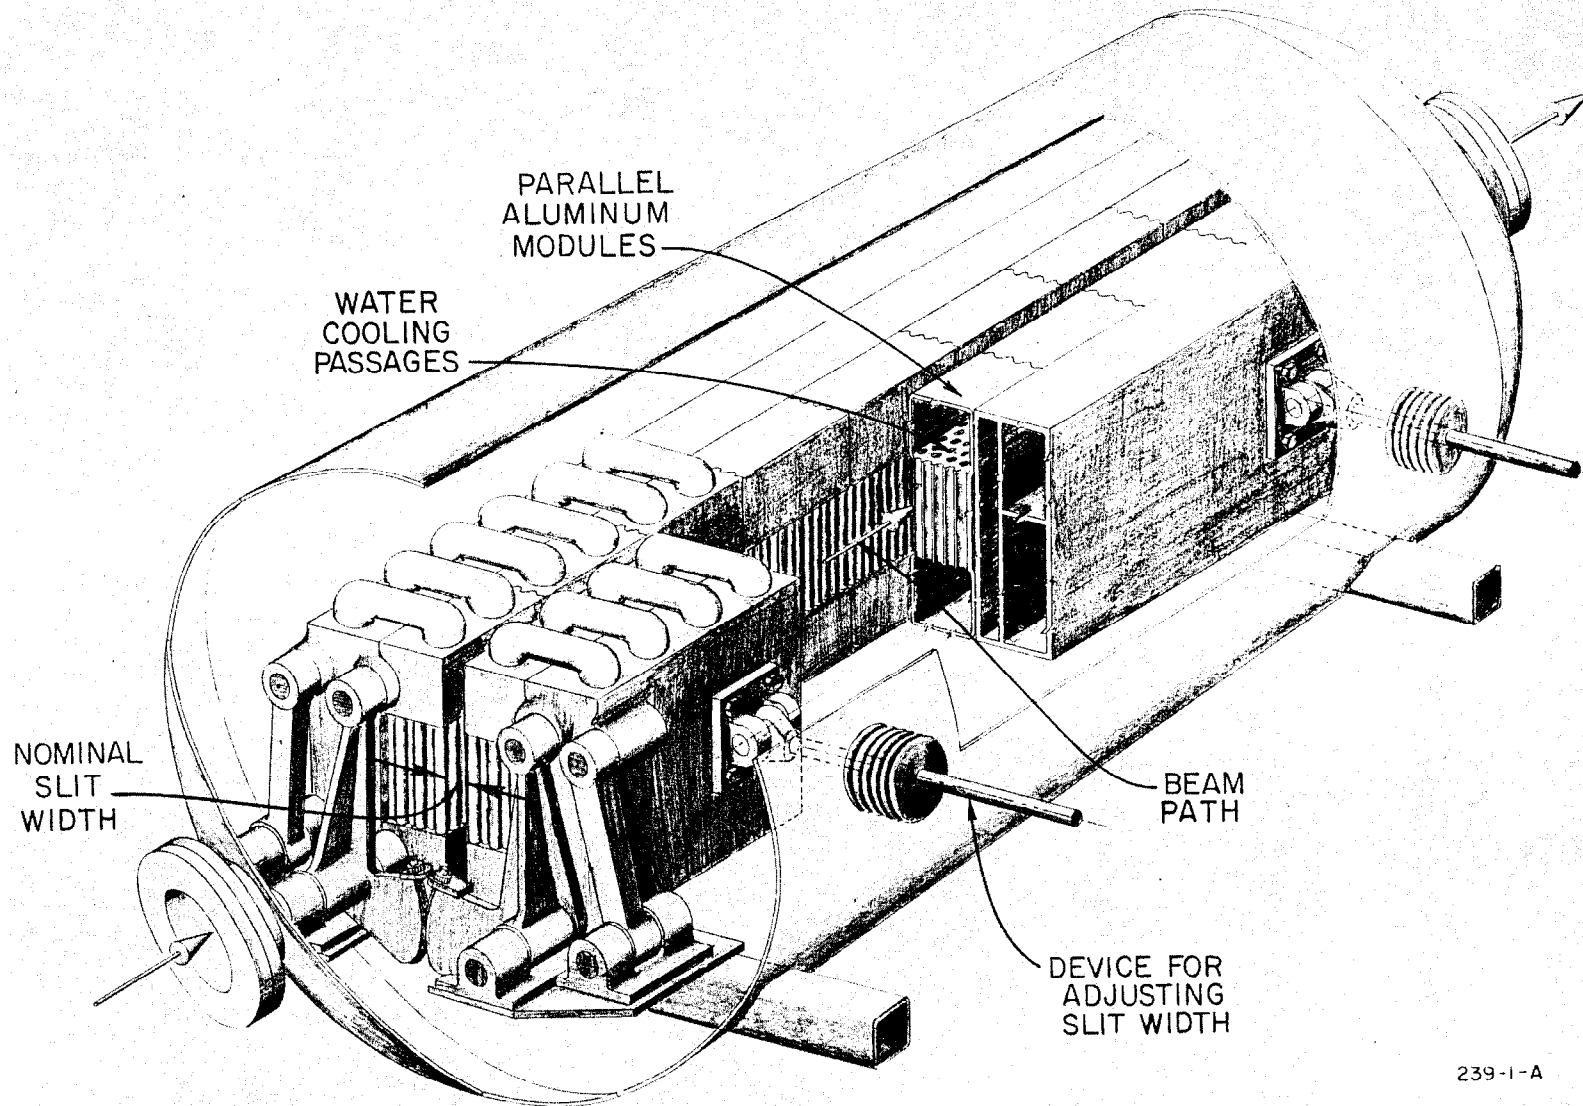 PARALLEL
ALUMINUM
MODULES
WATER
COOLING
PASSAGES
NOMINAL
SLIT
WIDTH
BEAM
PATH
DEVICE FOR
ADJUSTING
SLIT WIDTH
239-1-A